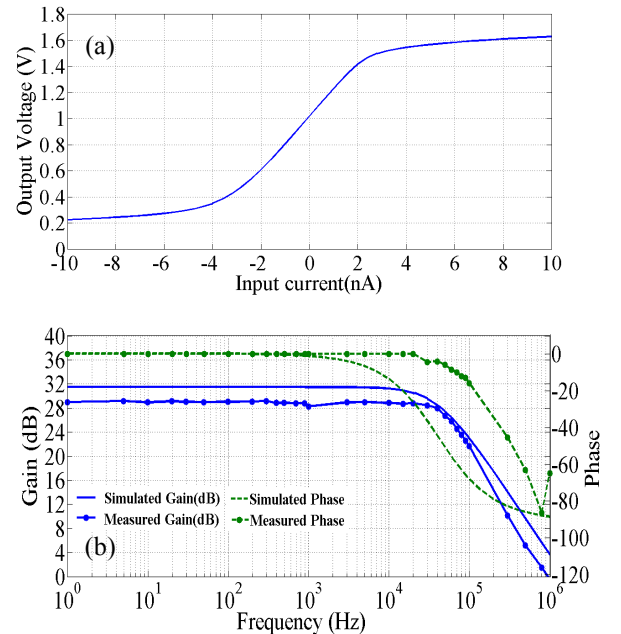 (a)
Output Voltage (V)
1.8
1.6
1.4
1.2
1
0.8
0.6
0.4
0.2
0
-10 -8 -6 -4 -2 0 2 4 6 8 10
Input current(nA)
Gain (dB)
40
36
32
28
24
20
16
12
8
4
0
0
-20
-40
-60
-80
-100
-120
Phase
Simulated Gain(dB) Simulated Phase
Measured Gain(dB) Measured Phase
(b)
10^0 10^1 10^2 10^3 10^4 10^5 10^6
Frequency (Hz)